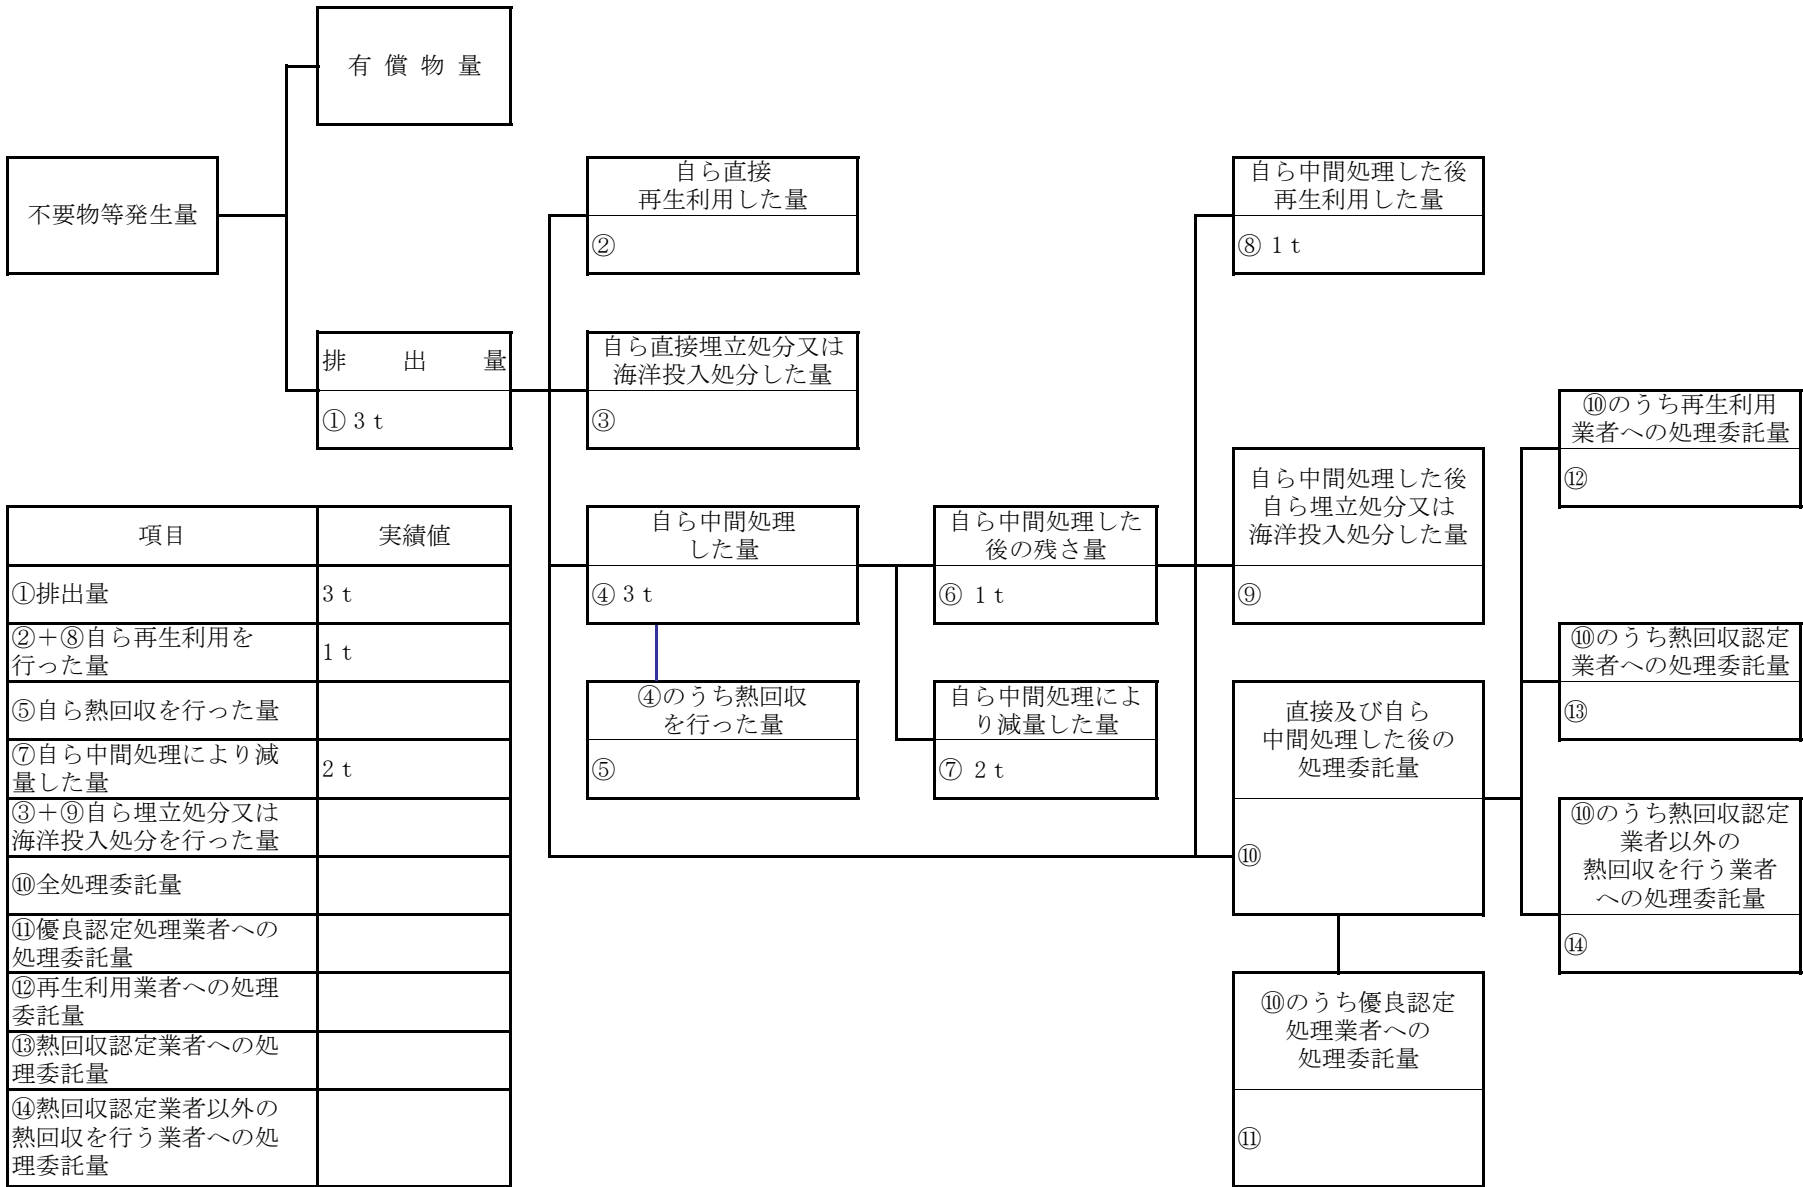 有償物量
不要物等発生量
自ら直接
再生利用した量
②
自ら中間処理した後
再生利用した量
⑧ 1 t
排出量
① 3 t
自ら直接埋立処分又は
海洋投入処分した量
③
⑩のうち再生利用
業者への処理委託量
⑫
自ら中間処理した後
自ら埋立処分又は
海洋投入処分した量
⑨
自ら中間処理
した量
④ 3 t
自ら中間処理した
後の残さ量
⑥ 1 t
⑩のうち熱回収認定
業者への処理委託量
⑬
④のうち熱回収
を行った量
⑤
自ら中間処理によ
り減量した量
⑦ 2 t
直接及び自ら
中間処理した後の
処理委託量
⑩
⑩のうち熱回収認定
業者以外の
熱回収を行う業者
への処理委託量
⑭
⑩のうち優良認定
処理業者への
処理委託量
⑪
項目 実績値
①排出量 3 t
②+⑧自ら再生利用を
行った量 1 t
⑤自ら熱回収を行った量
⑦自ら中間処理により減
量した量 2 t
③+⑨自ら埋立処分又は
海洋投入処分を行った量
⑩全処理委託量
⑪優良認定処理業者への
処理委託量
⑫再生利用業者への処理
委託量
⑬熱回収認定業者への処
理委託量
⑭熱回収認定業者以外の
熱回収を行う業者への処
理委託量